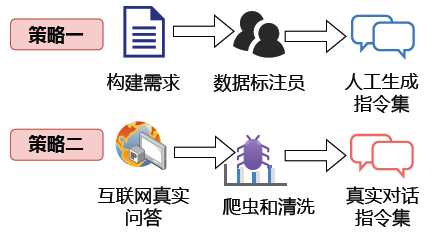 策略一
构建需求
数据标注员
人工生成
指令集
策略二
互联网真实
问答
爬虫和清洗
真实对话
指令集